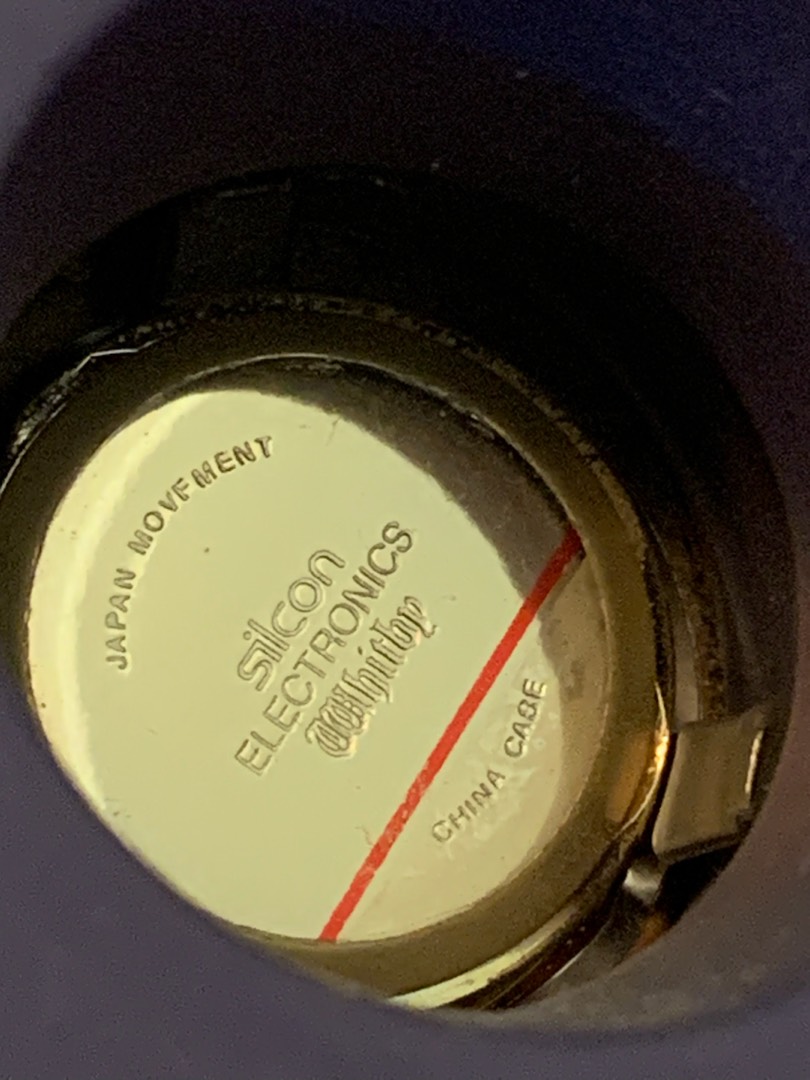 JAPAN MOVEMENT
silcon
ELECTRONICS
Whitby
CHINA CASE